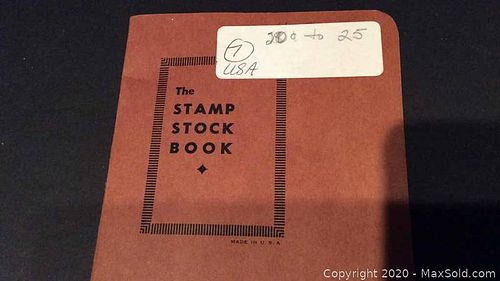 20¢ to 25
7
USA
The
STAMP
STOCK
BOOK
MADE IN U.S.A
Copyright © 2020 - MaxSold.com